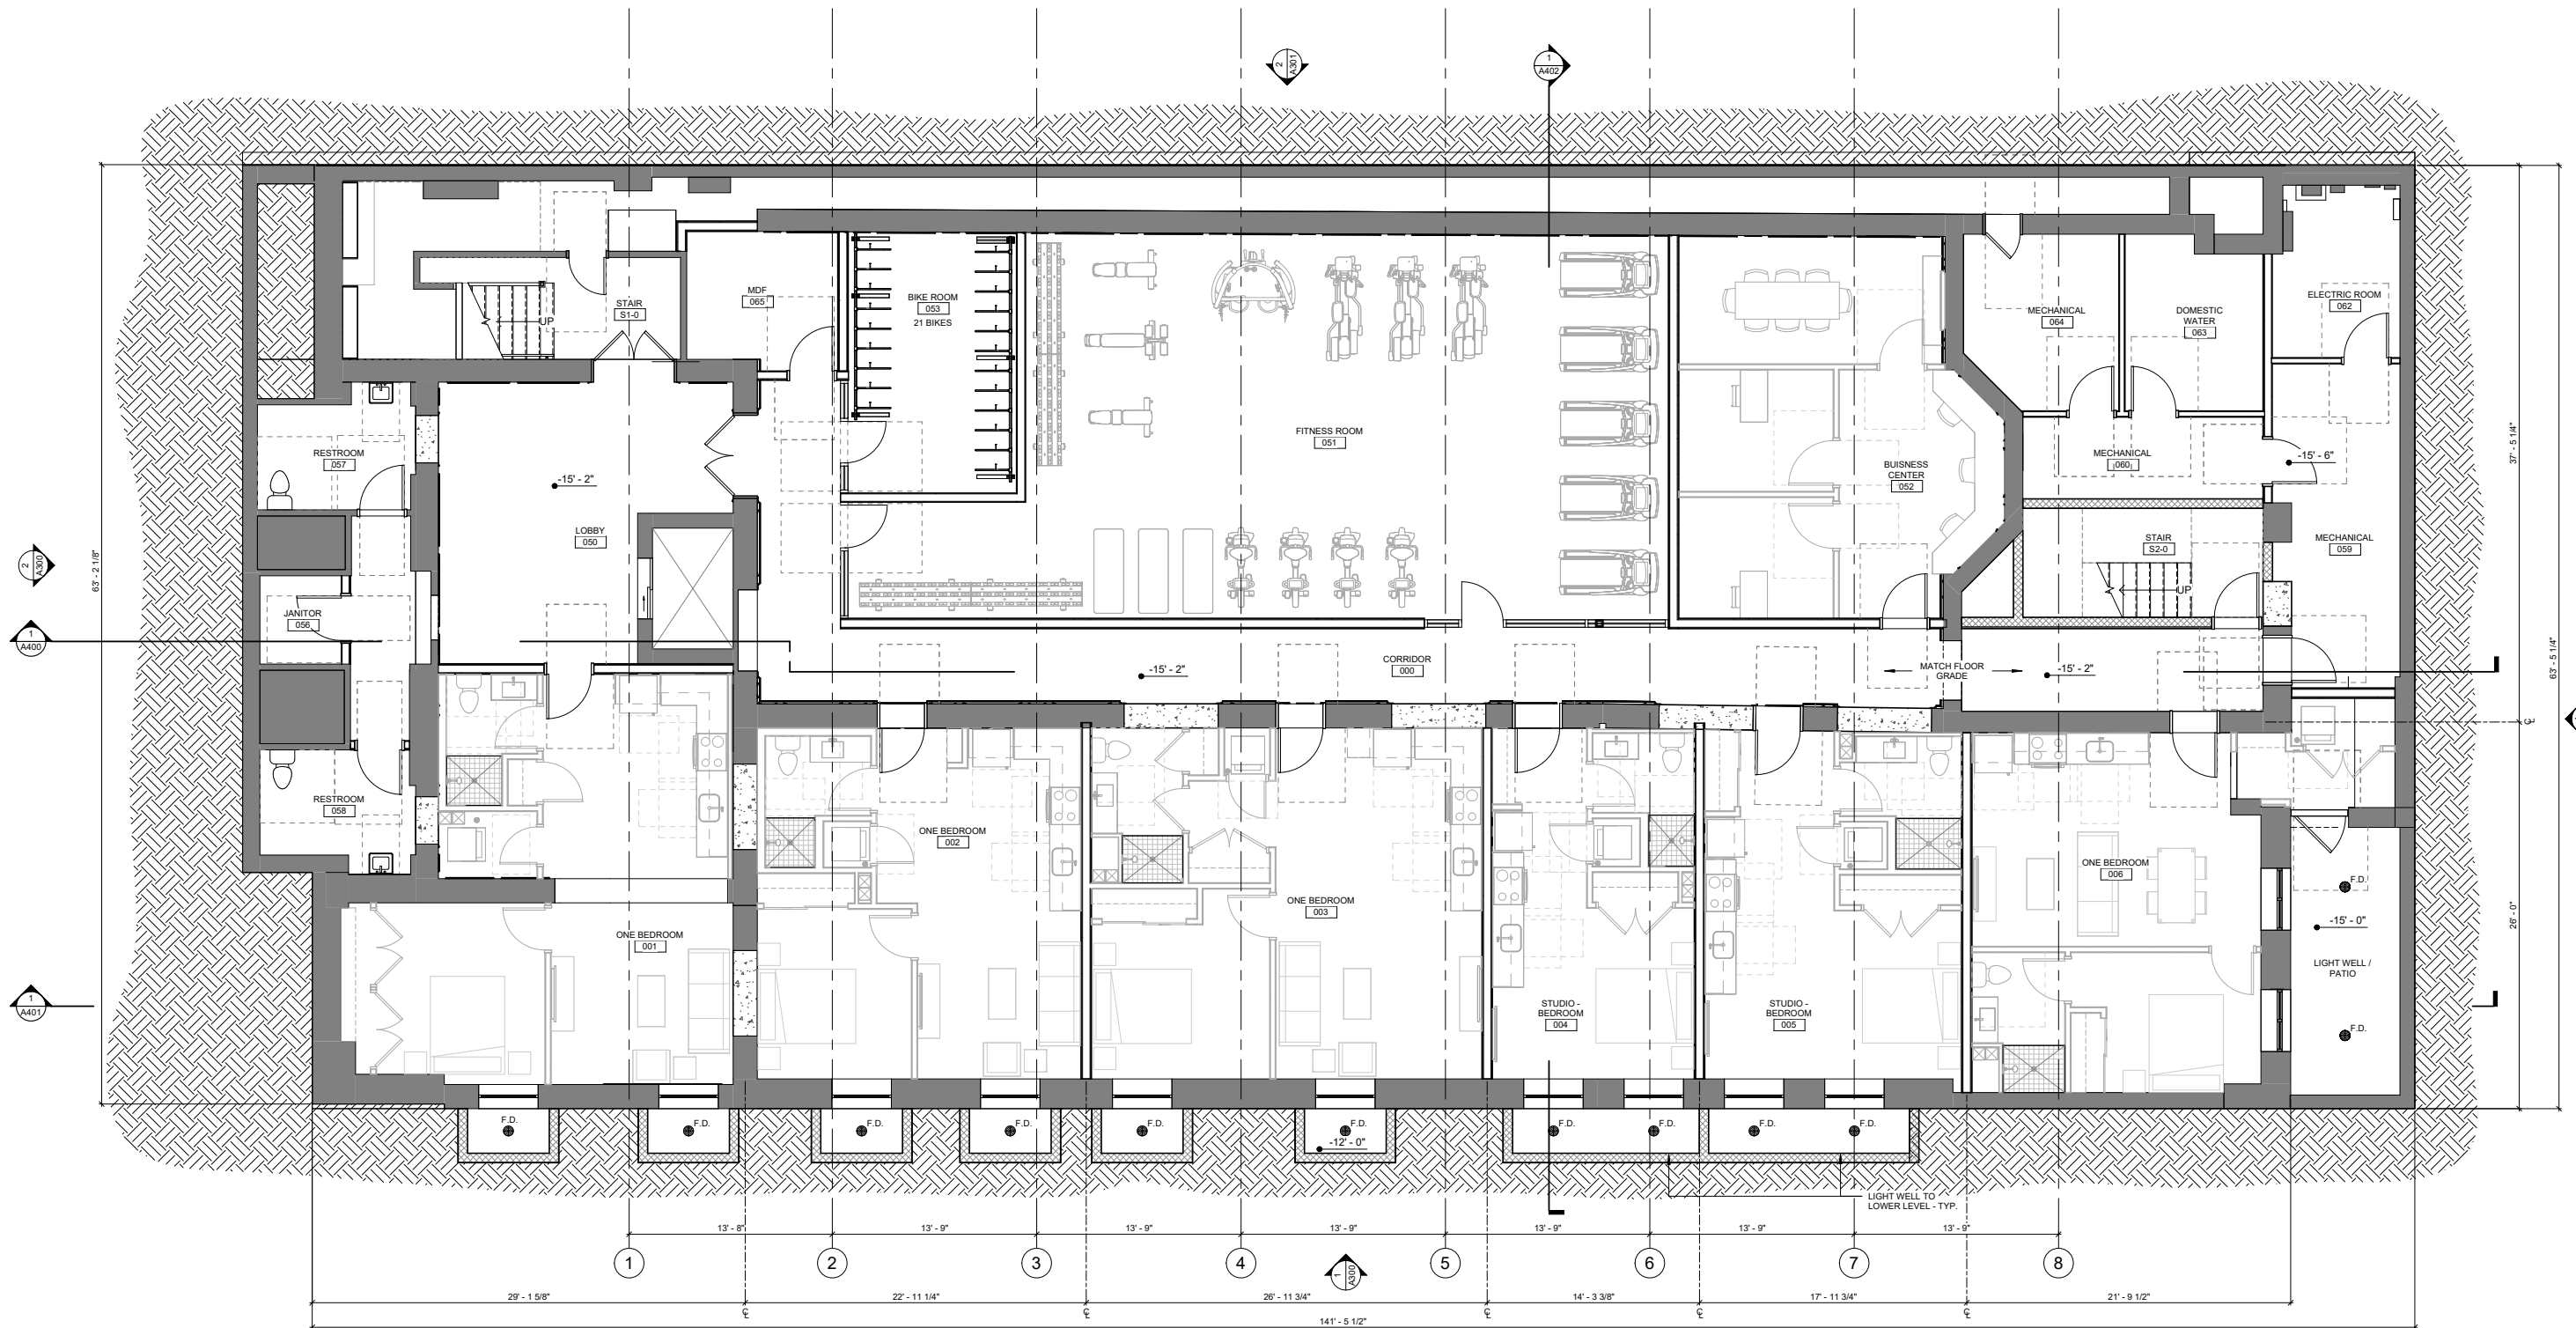 2
A301
1
A402
STAIR
S1-0
UP
MDF
065
BIKE ROOM
053
21 BIKES
MECHANICAL
064
DOMESTIC
WATER
063
ELECTRIC ROOM
062
FITNESS ROOM
051
RESTROOM
057
-15' - 2"
LOBBY
050
BUISNESS
CENTER
052
MECHANICAL
060
-15' - 6"
37' - 5 1/4"
63' - 2 1/8"
2
A300
STAIR
S2-0
UP
MECHANICAL
059
JANITOR
056
1
A400
CORRIDOR
000
-15' - 2"
MATCH FLOOR
GRADE
-15' - 2"
63' - 5 1/4"
RESTROOM
058
ONE BEDROOM
002
ONE BEDROOM
006
F.D.
ONE BEDROOM
003
ONE BEDROOM
001
-15' - 0"
26' - 0"
LIGHT WELL /
PATIO
1
A401
STUDIO -
BEDROOM
004
STUDIO -
BEDROOM
005
F.D.
F.D.
F.D.
F.D.
F.D.
F.D.
F.D.
F.D.
F.D.
F.D.
F.D.
-12' - 0"
LIGHT WELL TO
LOWER LEVEL - TYP.
13' - 8"
13' - 9"
13' - 9"
13' - 9"
13' - 9"
13' - 9"
13' - 9"
1
2
3
4
5
6
7
8
1
A300
29' - 1 5/8"
22' - 11 1/4"
26' - 11 3/4"
14' - 3 3/8"
17' - 11 3/4"
21' - 9 1/2"
141' - 5 1/2"